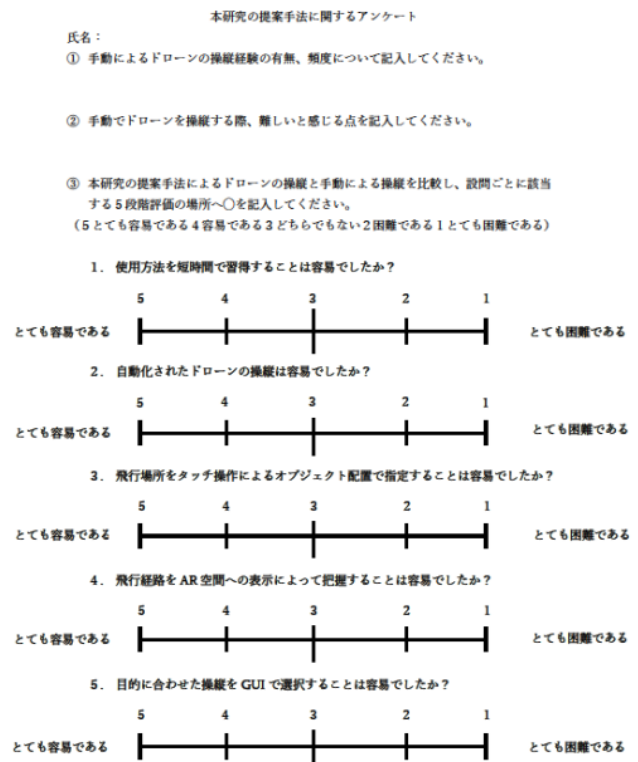 本研究の提案手法に関するアンケート
氏名：
① 手動によるドローンの操縦経験の有無、頻度について記入してください。
② 手動でドローンを操縦する際、難しいと感じる点を記入してください。
③ 本研究の提案手法によるドローンの操縦と手動による操縦を比較し、設問ごとに該当
する5段階評価の場所へ○を記入してください。
（5とても容易である4容易である3どちらでもない2困難である1とても困難である）
1. 使用方法を短時間で習得することは容易でしたか？
5 4 3 2 1
とても容易である とても困難である
2. 自動化されたドローンの操縦は容易でしたか？
5 4 3 2 1
とても容易である とても困難である
3. 飛行場所をタッチ操作によるオブジェクト配置で指定することは容易でしたか？
5 4 3 2 1
とても容易である とても困難である
4. 飛行経路をAR空間への表示によって把握することは容易でしたか？
5 4 3 2 1
とても容易である とても困難である
5. 目的に合わせた操縦をGUIで選択することは容易でしたか？
5 4 3 2 1
とても容易である とても困難である